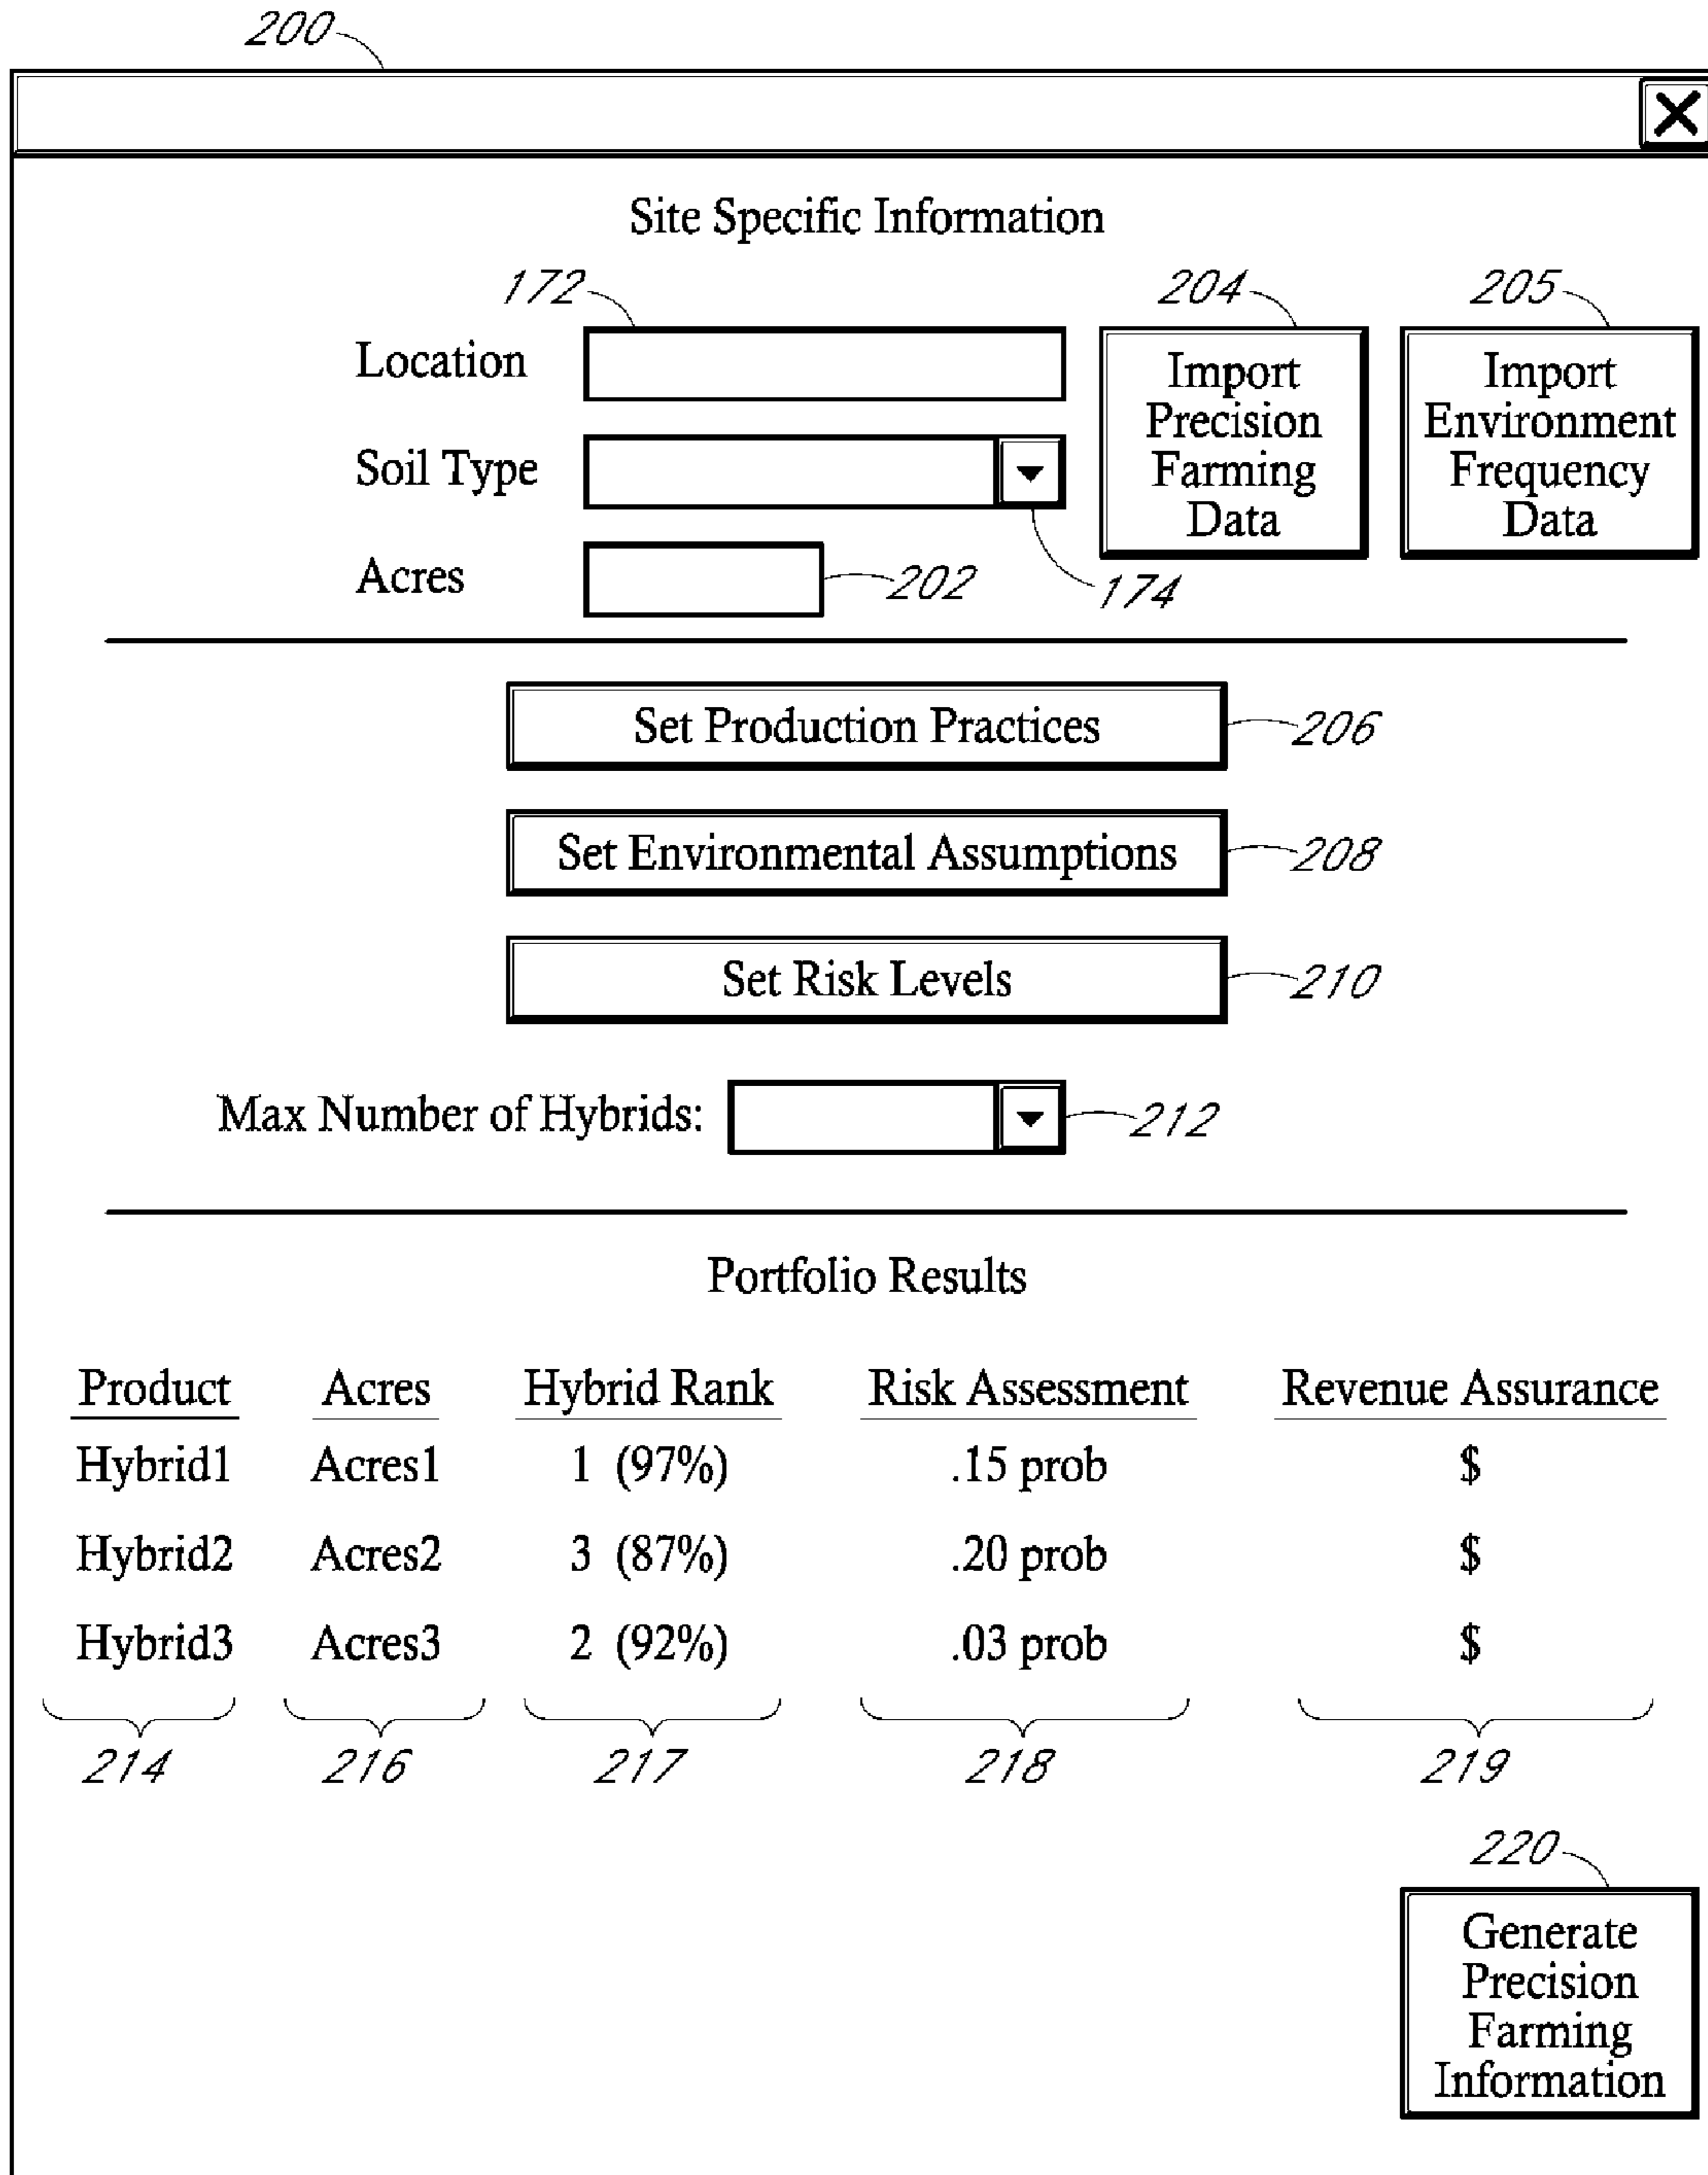 200
Site Specific Information
172 204 205
Location
Import
Precision
Farming
Data
Import
Environment
Frequency
Data
Soil Type
174
Acres
202
Set Production Practices 206
Set Environmental Assumptions 208
Set Risk Levels 210
Max Number of Hybrids: 212
Portfolio Results
Product Acres Hybrid Rank Risk Assessment Revenue Assurance
Hybrid1 Acres1 1 (97%) .15 prob $
Hybrid2 Acres2 3 (87%) .20 prob $
Hybrid3 Acres3 2 (92%) .03 prob $
214 216 217 218 219
220
Generate
Precision
Farming
Information